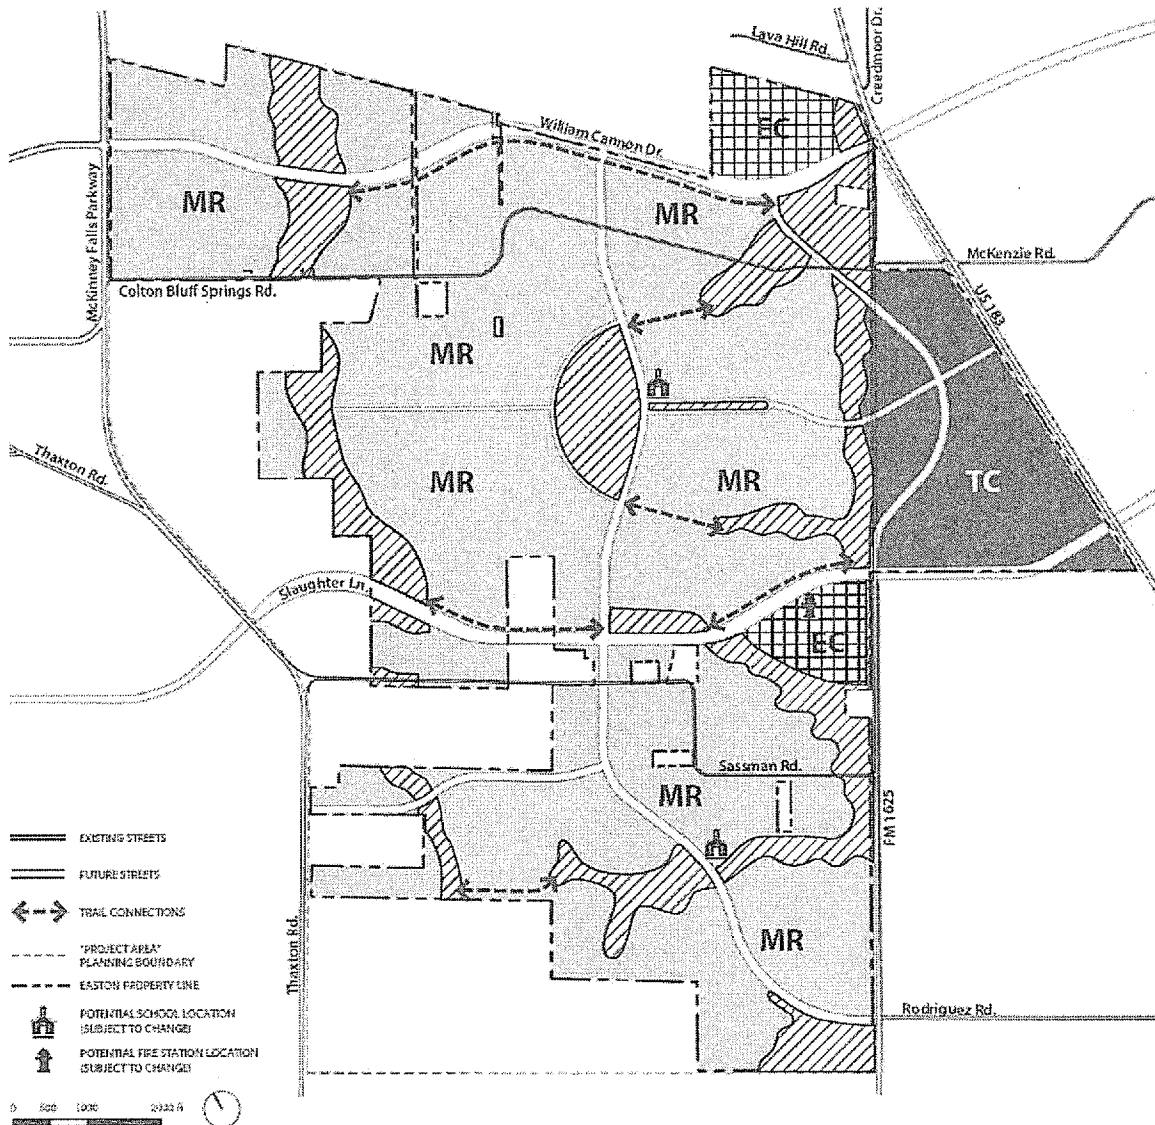 Lava Hill Rd.
Creedmoor Dr.
EC
William Cannon Dr.
McKinney Falls Parkway
MR
MR
McKenzie Rd.
Colton Bluff Springs Rd.
US 183
MR
Thaxton Rd.
MR
MR
TC
Slaughter Ln.
EC
Sassman Rd.
MR
FM 1625
EXISTING STREETS
FUTURE STREETS
TRAIL CONNECTIONS
"PROJECT AREA"
PLANNING BOUNDARY
EASTON PROPERTY LINE
Thaxton Rd.
MR
Rodriguez Rd.
POTENTIAL SCHOOL LOCATION
(SUBJECT TO CHANGE)
POTENTIAL FIRE STATION LOCATION
(SUBJECT TO CHANGE)
0 500 1000 2000 ft